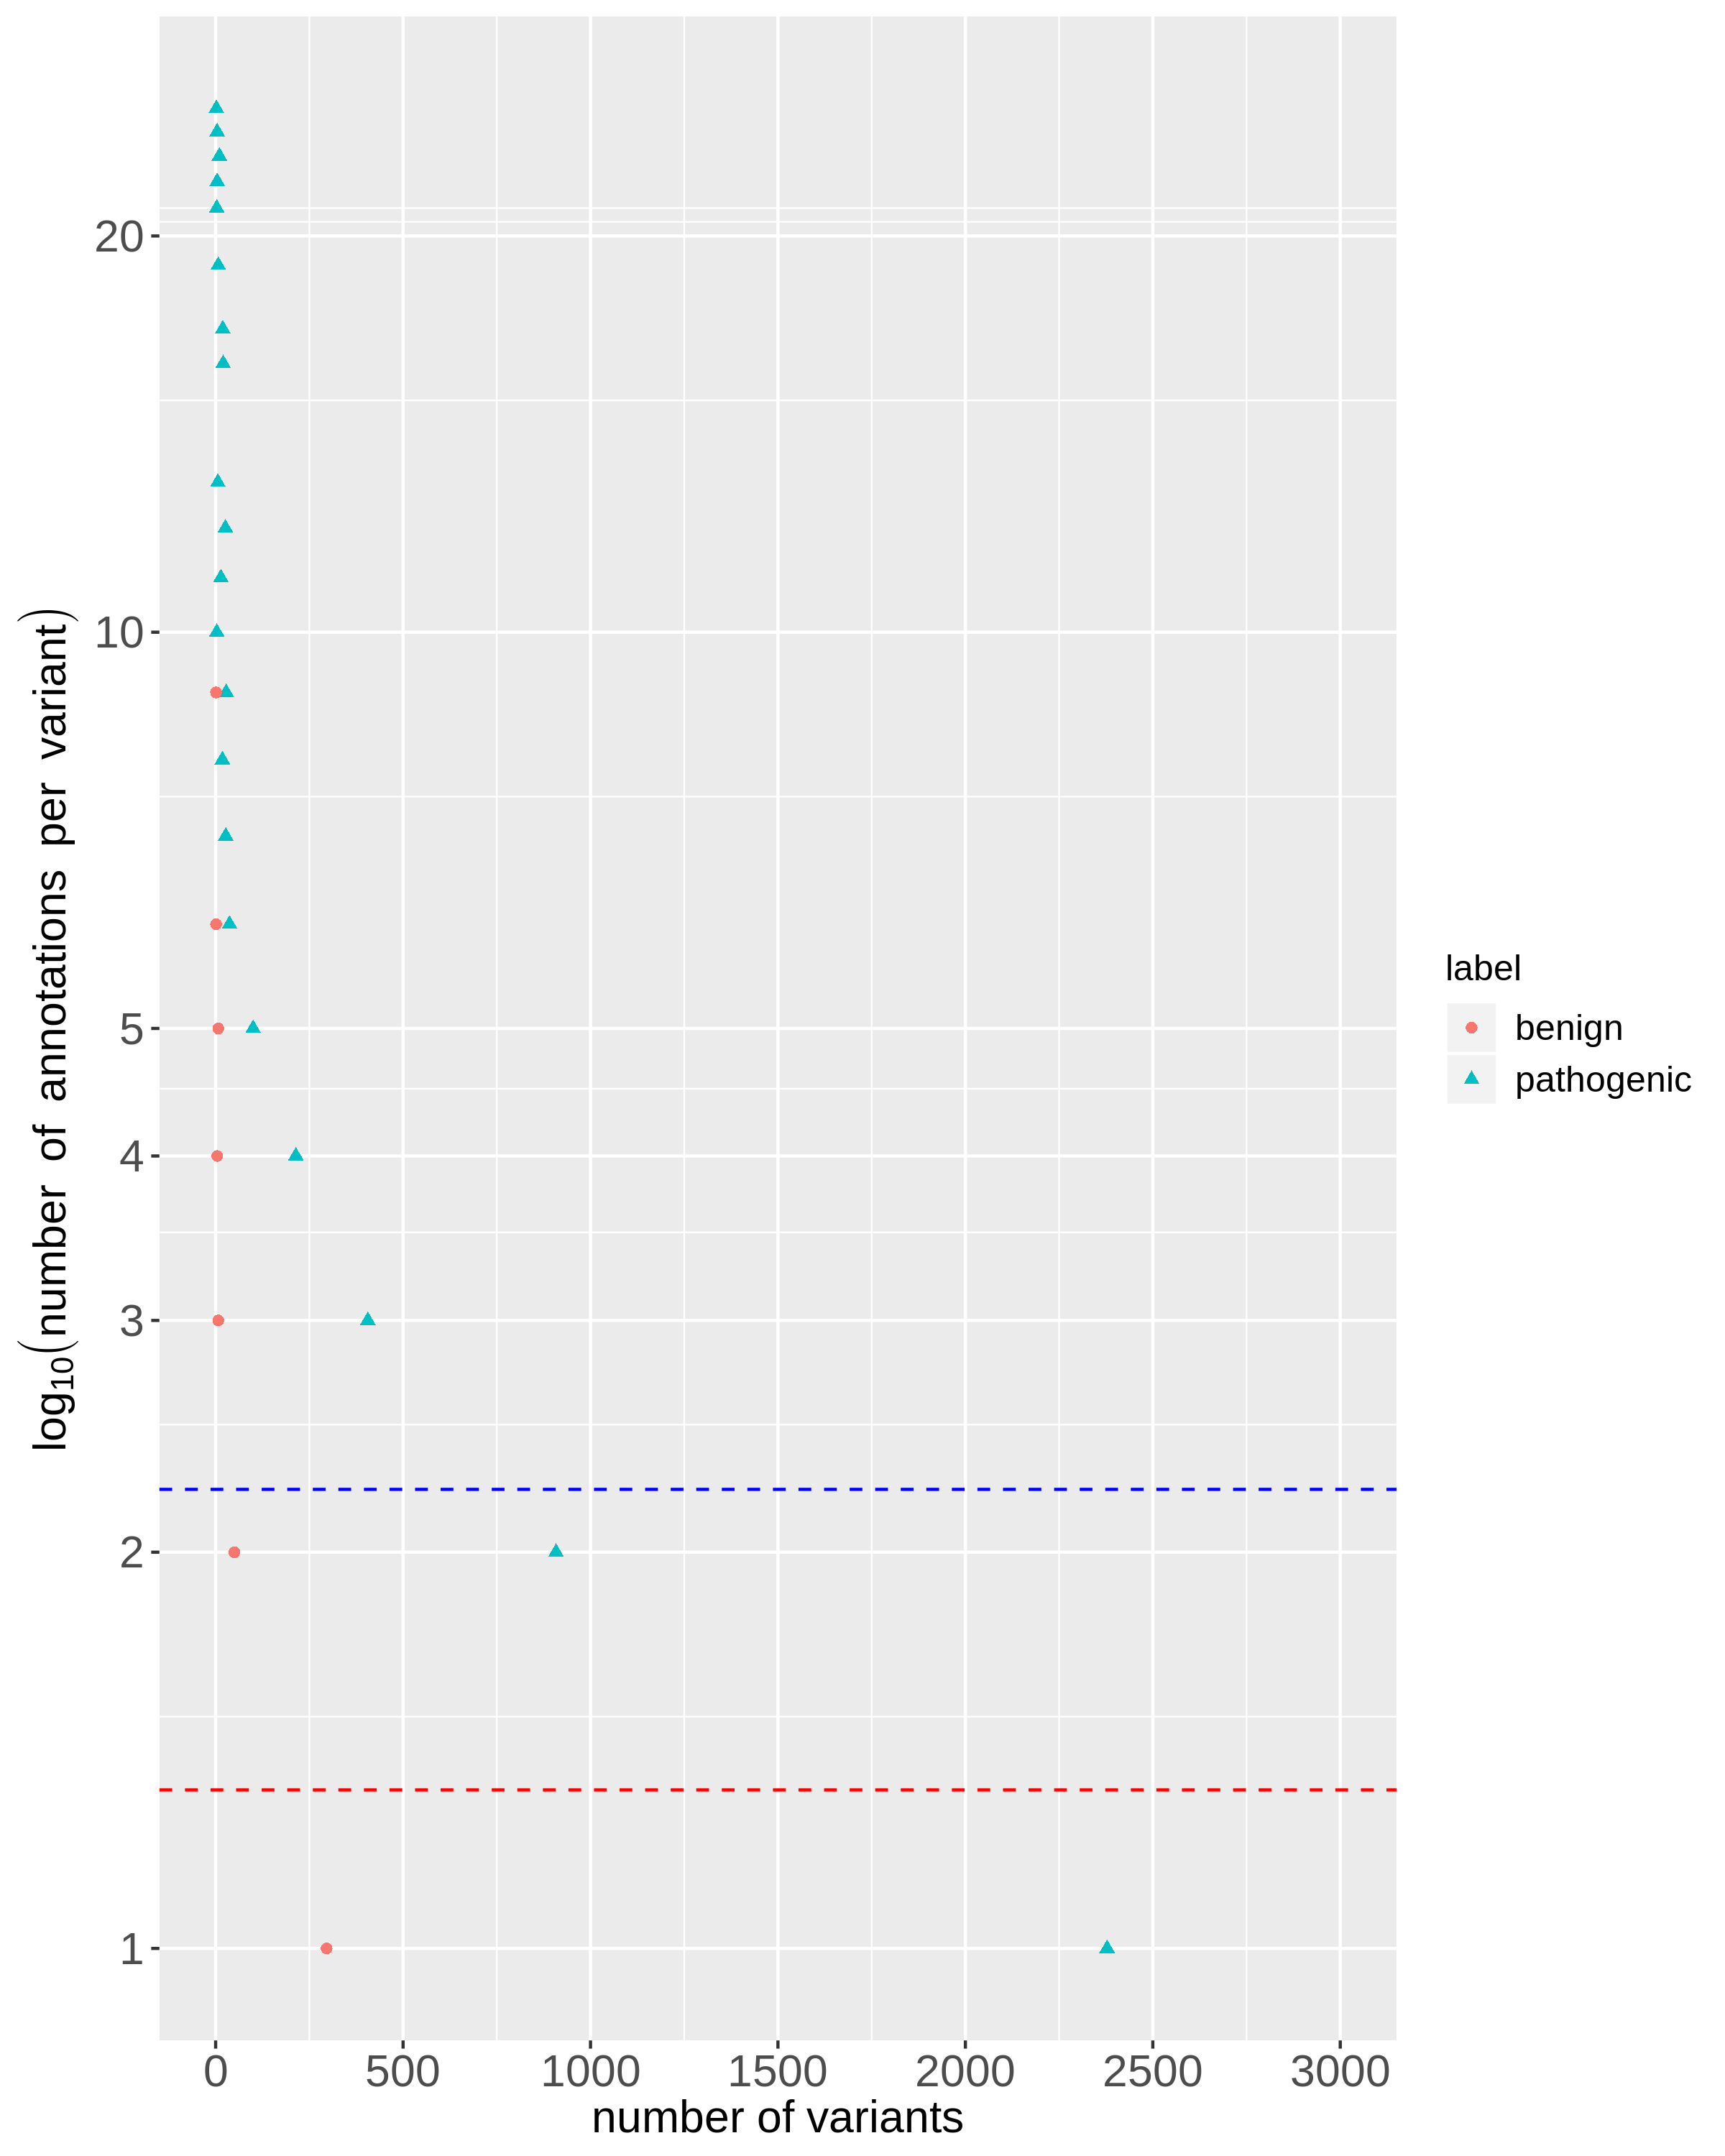 log10(number of annotations per variant)
20
10
5
4
3
2
1
0 500 1000 1500 2000 2500 3000
number of variants
label
benign
pathogenic